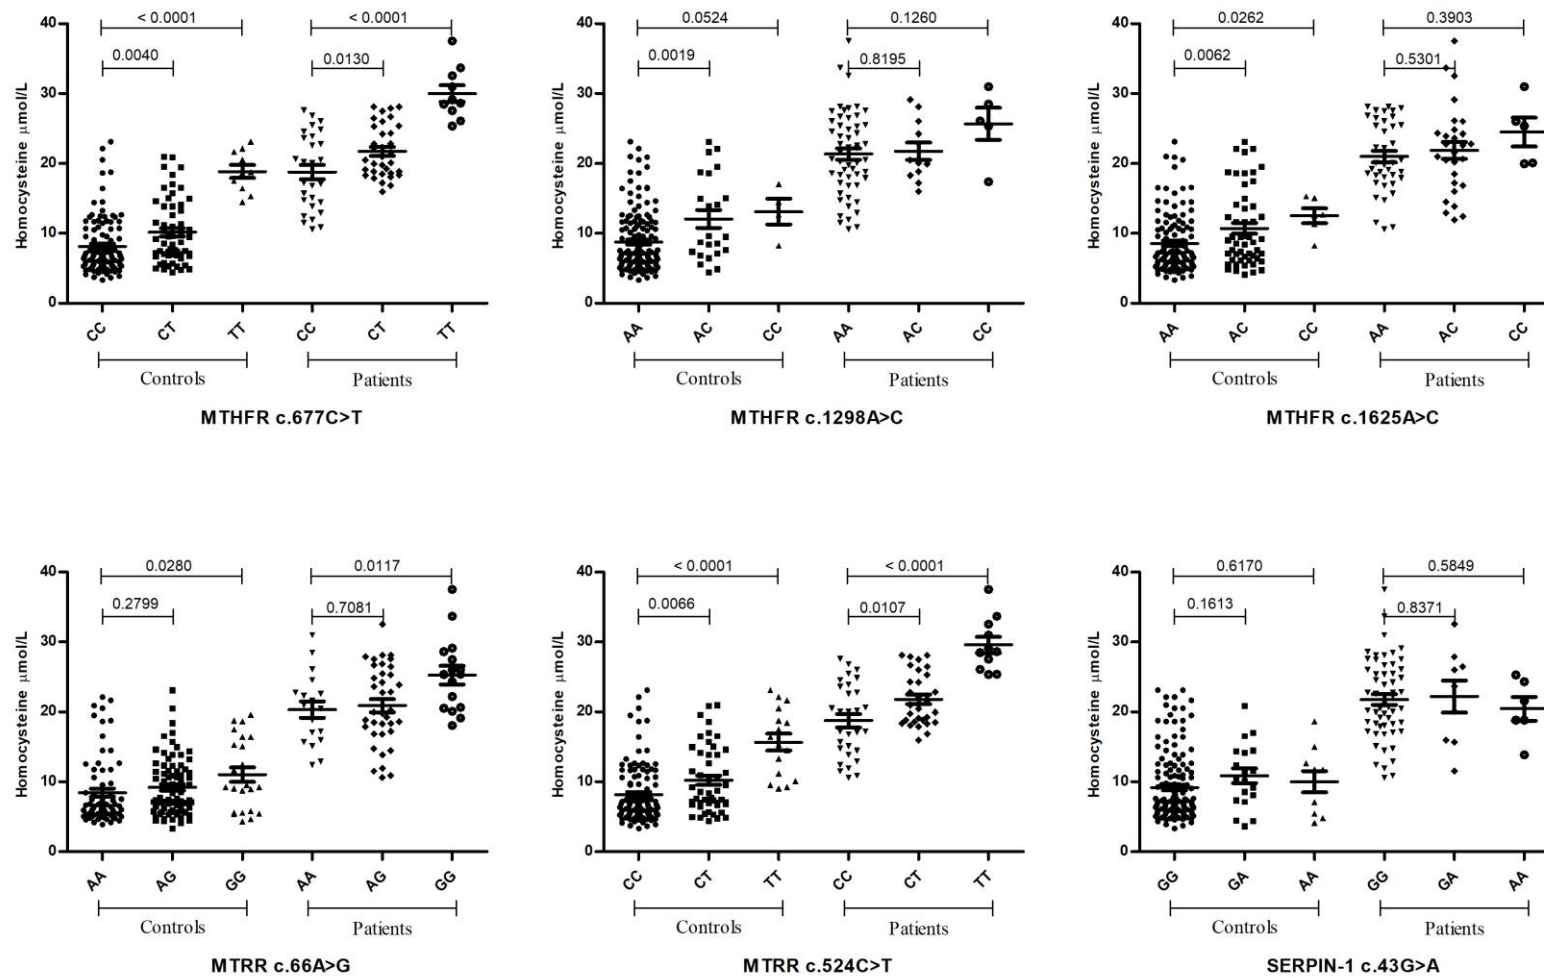 40
30
20
10
0
Homocysteine μmol/L
< 0.0001
< 0.0001
0.0040
0.0130
CC
CT
TT
CC
CT
TT
Controls
Patients
MTHFR c.677C>T
40
30
20
10
0
Homocysteine μmol/L
0.0524
0.1260
0.0019
0.8195
AA
AC
CC
AA
AC
CC
Controls
Patients
MTHFR c.1298A>C
40
30
20
10
0
Homocysteine μmol/L
0.0262
0.3903
0.0062
0.5301
AA
AC
CC
AA
AC
CC
Controls
Patients
MTHFR c.1625A>C
40
30
20
10
0
Homocysteine μmol/L
0.0280
0.0117
0.2799
0.7081
AA
AG
GG
AA
AG
GG
Controls
Patients
MTRR c.66A>G
40
30
20
10
0
Homocysteine μmol/L
< 0.0001
< 0.0001
0.0066
0.0107
CC
CT
TT
CC
CT
TT
Controls
Patients
MTRR c.524C>T
40
30
20
10
0
Homocysteine μmol/L
0.6170
0.5849
0.1613
0.8371
GG
GA
AA
GG
GA
AA
Controls
Patients
SERPIN-1 c.43G>A